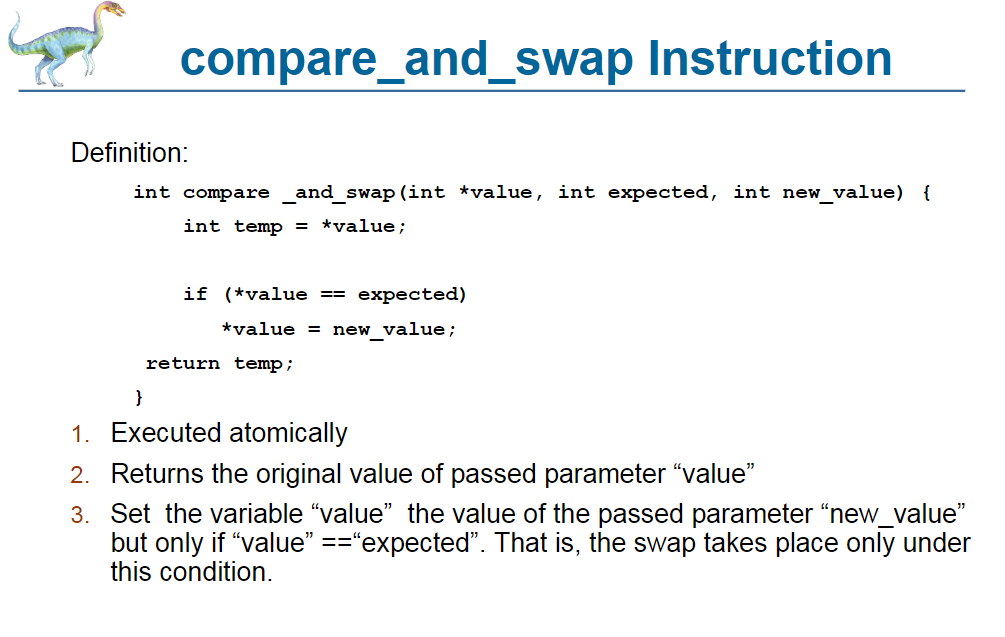 compare_and_swap Instruction
Definition:
int compare _and_swap(int *value, int expected, int new_value) {
int temp = *value;
if (*value == expected)
*value = new_value;
return temp;
}
1. Executed atomically
2. Returns the original value of passed parameter “value”
3. Set the variable “value” the value of the passed parameter “new_value”
but only if “value” ==“expected”. That is, the swap takes place only under
this condition.